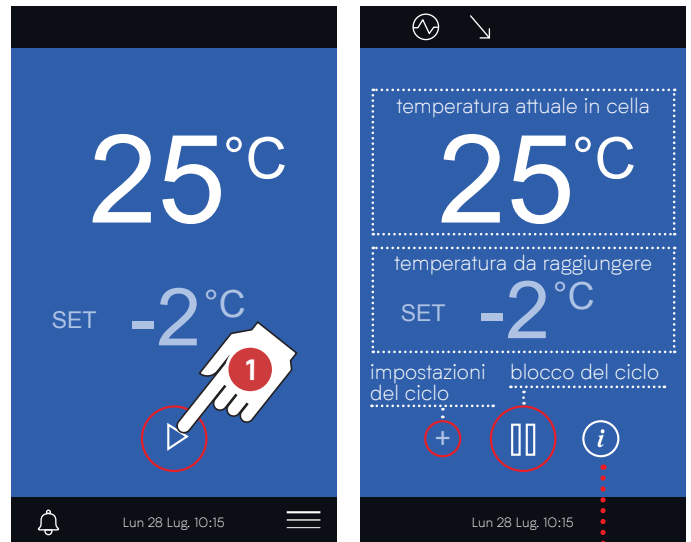 25°C
SET -2°C
1
Lun 28 Lug. 10:15
temperatura attuale in cella
25°C
temperatura da raggiungere
SET -2°C
impostazioni
del ciclo
blocco del ciclo
+
i
Lun 28 Lug. 10:15